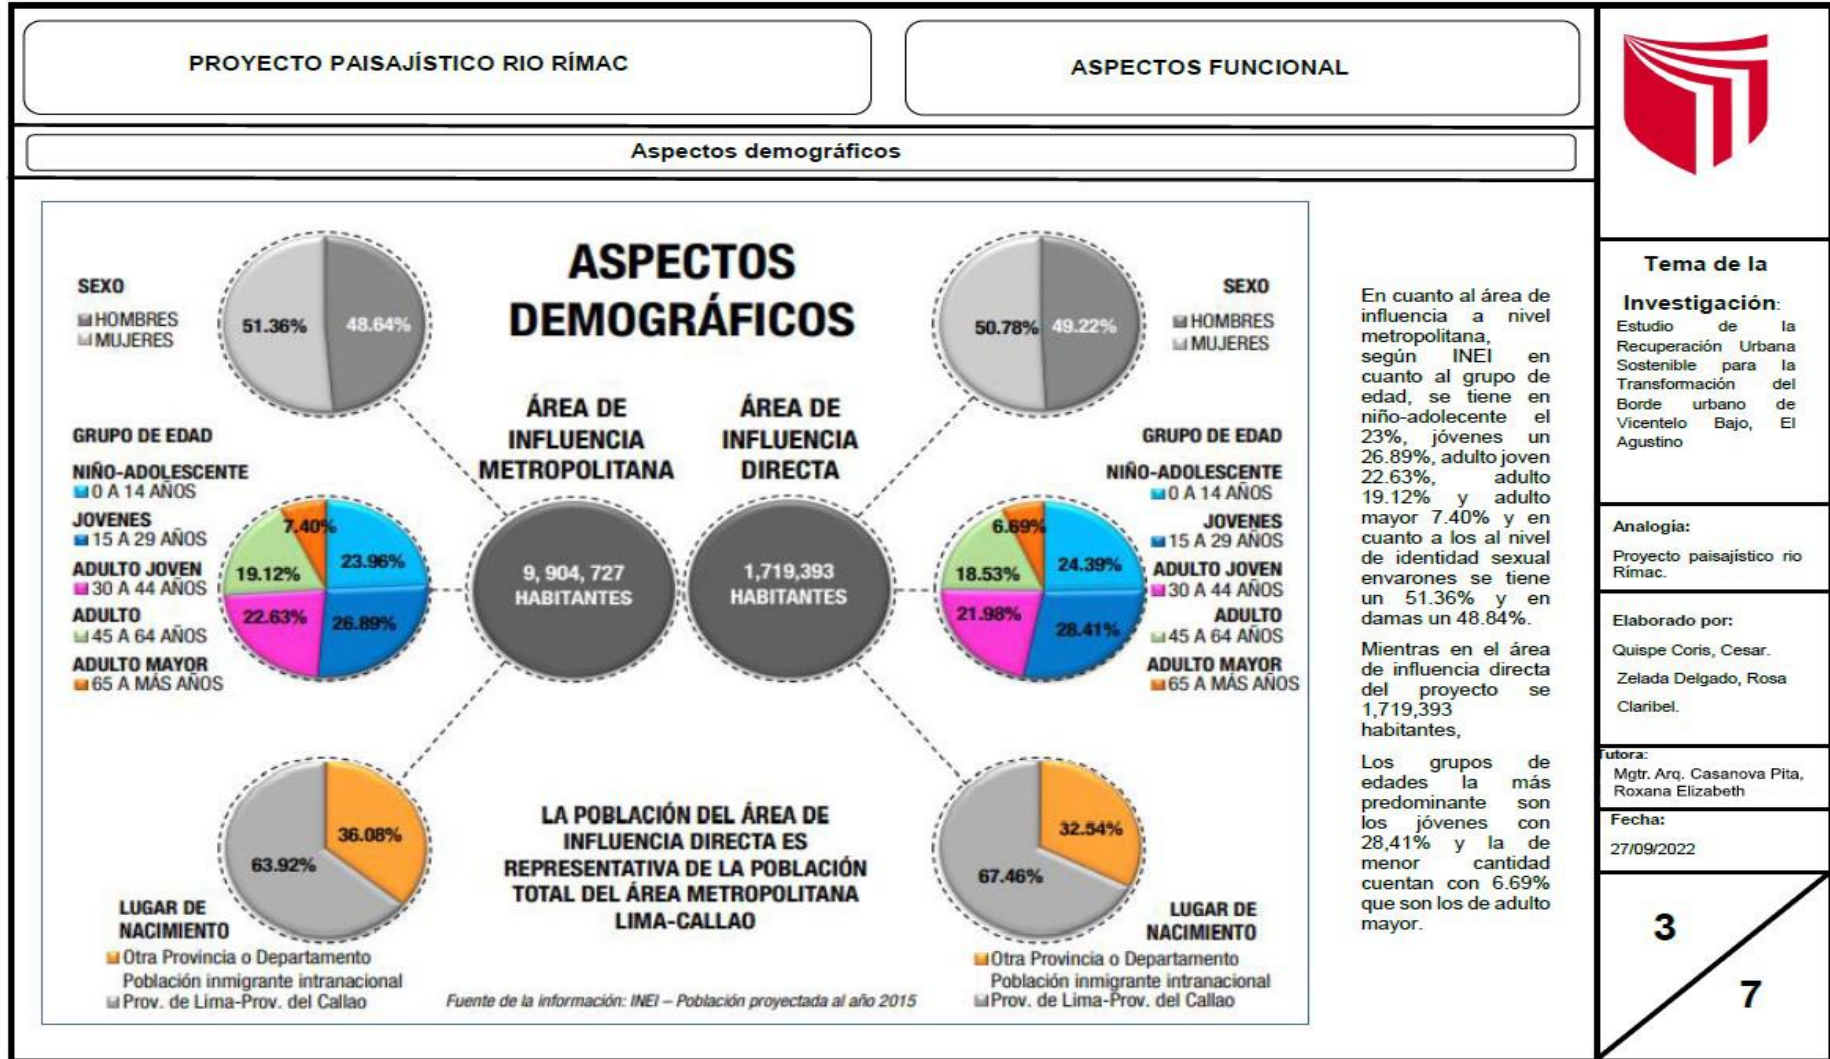 PROYECTO PAISAJÍSTICO RIO RÍMAC
ASPECTOS FUNCIONAL
Aspectos demográficos
ASPECTOS
DEMOGRÁFICOS
SEXO
HOMBRES
MUJERES
51.36%
48.64%
ÁREA DE
INFLUENCIA
METROPOLITANA
GRUPO DE EDAD
NIÑO-ADOLESCENTE
0 A 14 AÑOS
JOVENES
15 A 29 AÑOS
ADULTO JOVEN
30 A 44 AÑOS
ADULTO
45 A 64 AÑOS
ADULTO MAYOR
65 A MÁS AÑOS
7.40%
23.96%
19.12%
22.63%
26.89%
9, 904, 727
HABITANTES
36.08%
63.92%
LUGAR DE
NACIMIENTO
Otra Provincia o Departamento
Población inmigrante intranacional
Prov. de Lima-Prov. del Callao
SEXO
HOMBRES
MUJERES
50.78%
49.22%
ÁREA DE
INFLUENCIA
DIRECTA
GRUPO DE EDAD
NIÑO-ADOLESCENTE
0 A 14 AÑOS
JOVENES
15 A 29 AÑOS
ADULTO JOVEN
30 A 44 AÑOS
ADULTO
45 A 64 AÑOS
ADULTO MAYOR
65 A MÁS AÑOS
6.69%
24.39%
18.53%
21.98%
28.41%
1,719,393
HABITANTES
32.54%
67.46%
LUGAR DE
NACIMIENTO
Otra Provincia o Departamento
Población inmigrante intranacional
Prov. de Lima-Prov. del Callao
LA POBLACIÓN DEL ÁREA DE
INFLUENCIA DIRECTA ES
REPRESENTATIVA DE LA POBLACIÓN
TOTAL DEL ÁREA METROPOLITANA
LIMA-CALLAO
Fuente de la información: INEI – Población proyectada al año 2015
En cuanto al área de
influencia a nivel
metropolitana,
según INEI en
cuanto al grupo de
edad, se tiene en
niño-adolecente el
23%, jóvenes un
26.89%, adulto joven
22.63%, adulto
19.12% y adulto
mayor 7.40% y en
cuanto a los al nivel
de identidad sexual
envarones se tiene
un 51.36% y en
damas un 48.84%.
Mientras en el área
de influencia directa
del proyecto se
1,719,393
habitantes,
Los grupos de
edades la más
predominante son
los jóvenes con
28,41% y la de
menor cantidad
cuentan con 6.69%
que son los de adulto
mayor.
Tema de la
Investigación:
Estudio de la
Recuperación Urbana
Sostenible para la
Transformación del
Borde urbano de
Vicentelo Bajo, El
Agustino
Analogia:
Proyecto paisajístico rio
Rímac.
Elaborado por:
Quispe Coris, Cesar.
Zelada Delgado, Rosa
Claribel.
Tutora:
Mgtr. Arq. Casanova Pita,
Roxana Elizabeth
Fecha:
27/09/2022
3
7